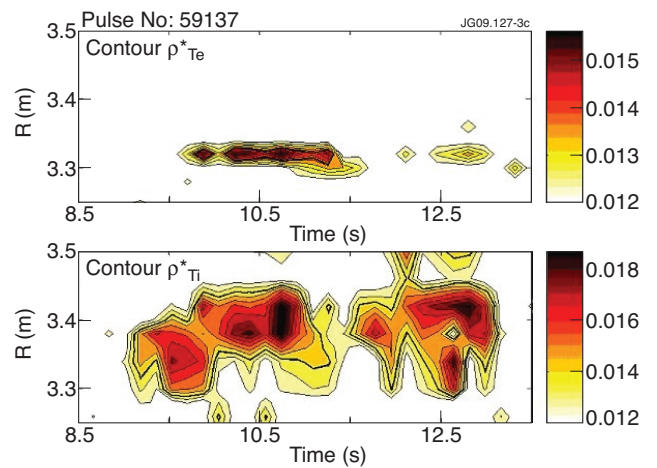 Pulse No: 59137
JG09.127-3c
3.5
Contour ρ*Te
0.015
3.4
0.014
R (m)
0.013
3.3
0.012
8.5 10.5 12.5
Time (s)
3.5
Contour ρ*Ti
0.018
3.4
0.016
R (m)
0.014
3.3
0.012
8.5 10.5 12.5
Time (s)